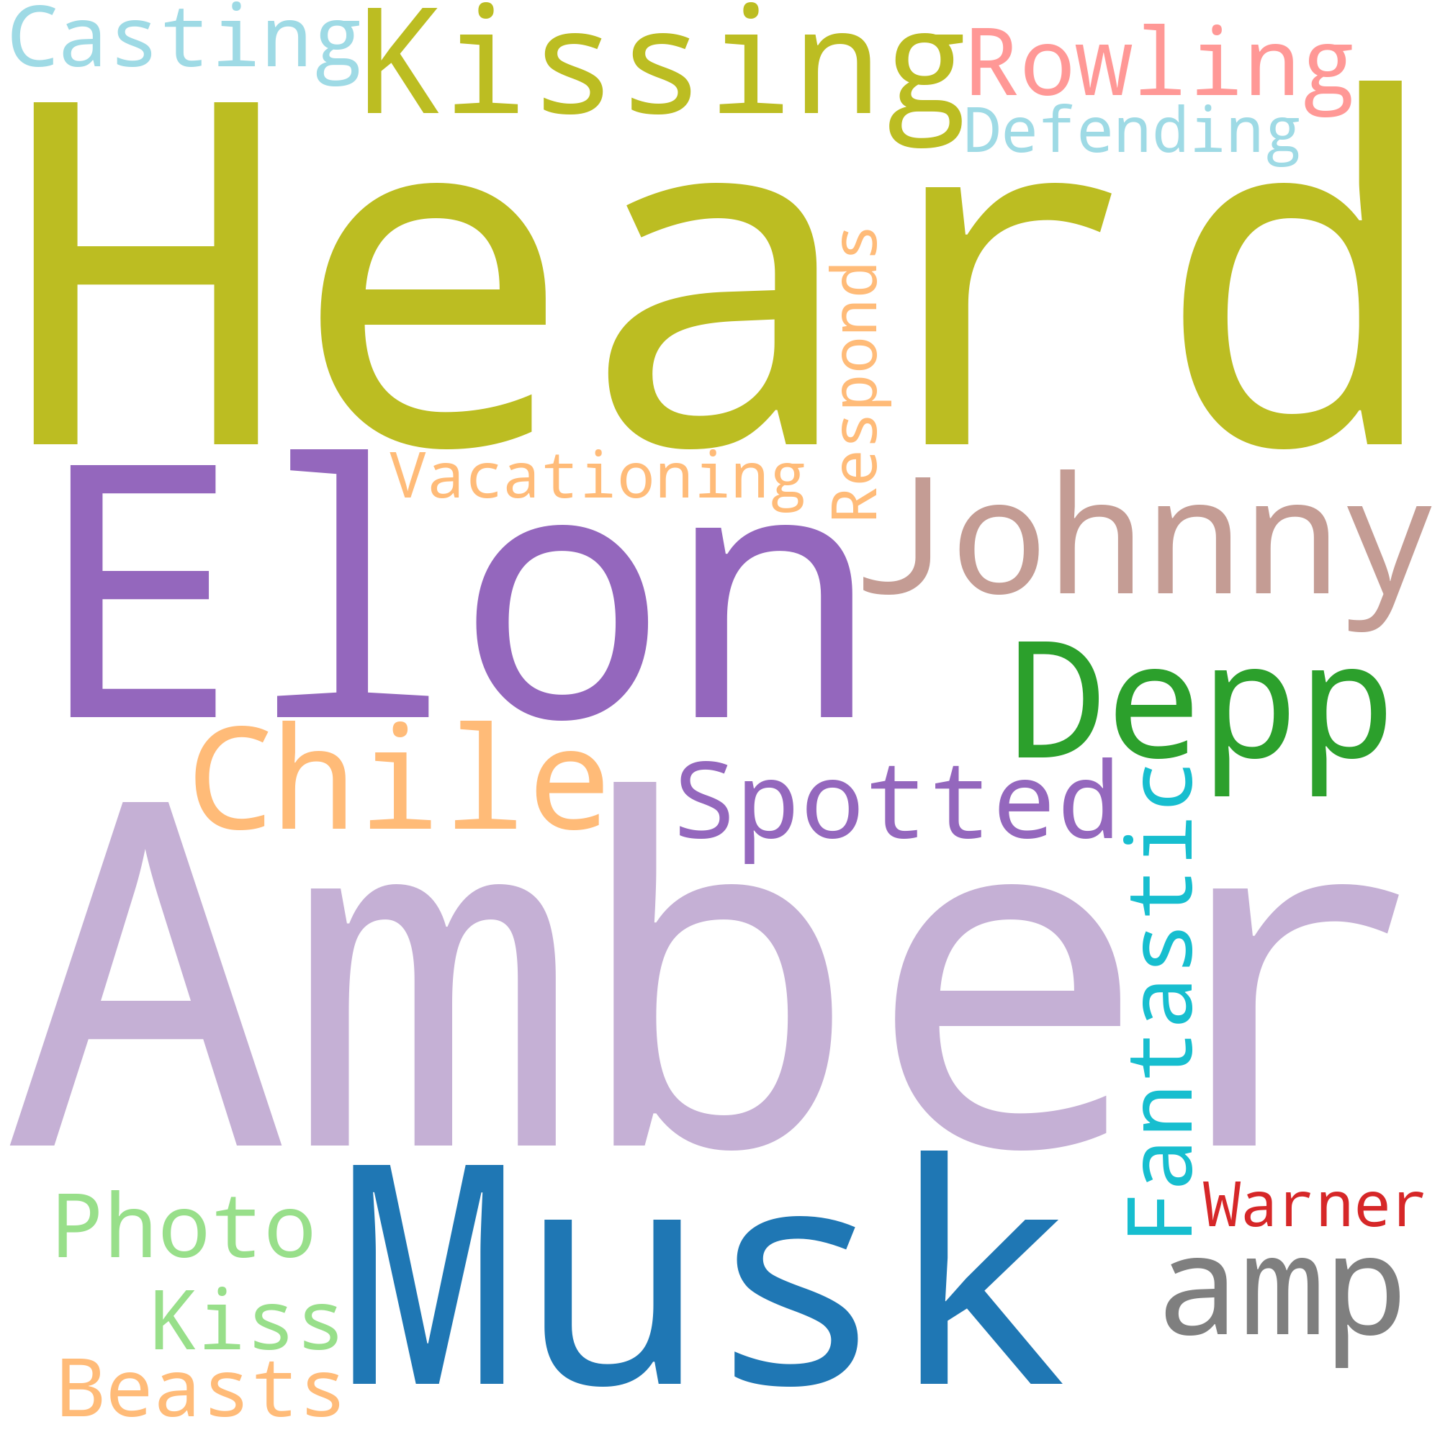 Casting
Kissing
Rowling
Defending
Heard
Responds
Vacationing
Elon
Johnny
Depp
Chile
Spotted
Fantastic
Amber
Musk
Photo
Warner
amp
Kiss
Beasts